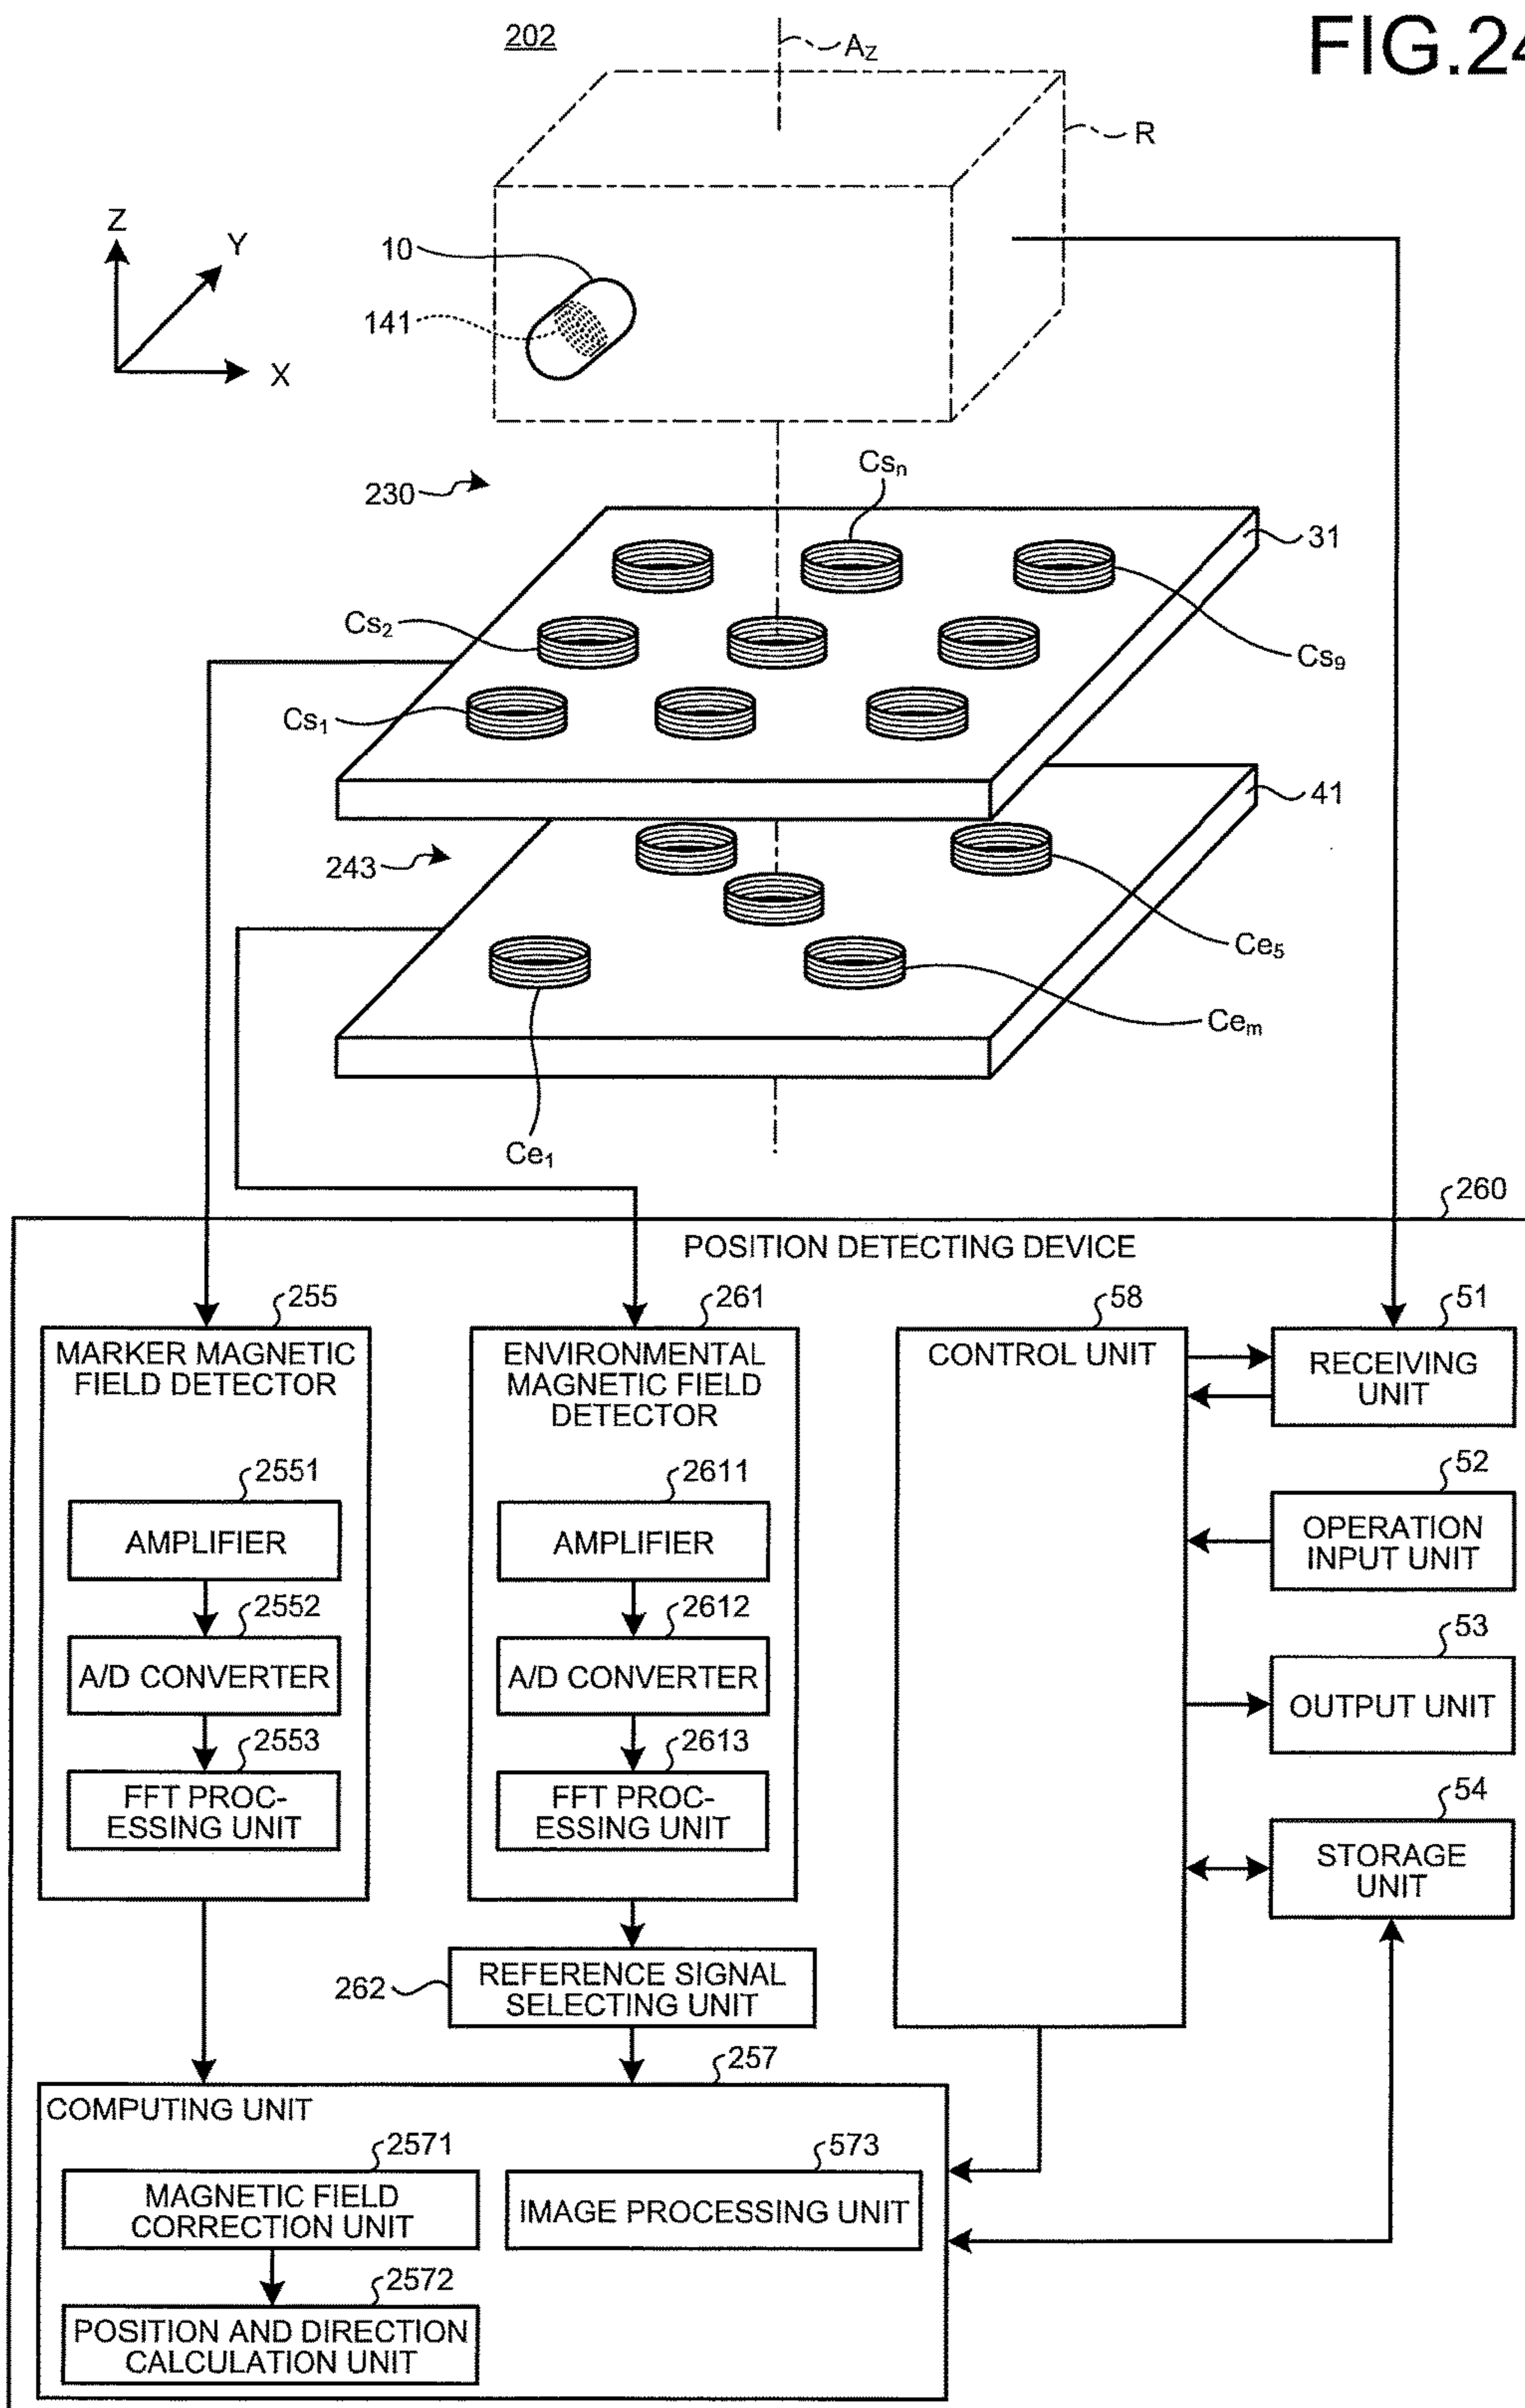 FIG.24
202
A_Z
R
Z
Y
X
10
141
230
Cs_n
31
Cs_2
Cs_9
Cs_1
41
243
Ce_5
Ce_m
Ce_1
260
POSITION DETECTING DEVICE
255
MARKER MAGNETIC
FIELD DETECTOR
2551
AMPLIFIER
2552
A/D CONVERTER
2553
FFT PROC-
ESSING UNIT
261
ENVIRONMENTAL
MAGNETIC FIELD
DETECTOR
2611
AMPLIFIER
2612
A/D CONVERTER
2613
FFT PROC-
ESSING UNIT
262
REFERENCE SIGNAL
SELECTING UNIT
58
CONTROL UNIT
51
RECEIVING
UNIT
52
OPERATION
INPUT UNIT
53
OUTPUT UNIT
54
STORAGE
UNIT
257
COMPUTING UNIT
2571
MAGNETIC FIELD
CORRECTION UNIT
573
IMAGE PROCESSING UNIT
2572
POSITION AND DIRECTION
CALCULATION UNIT